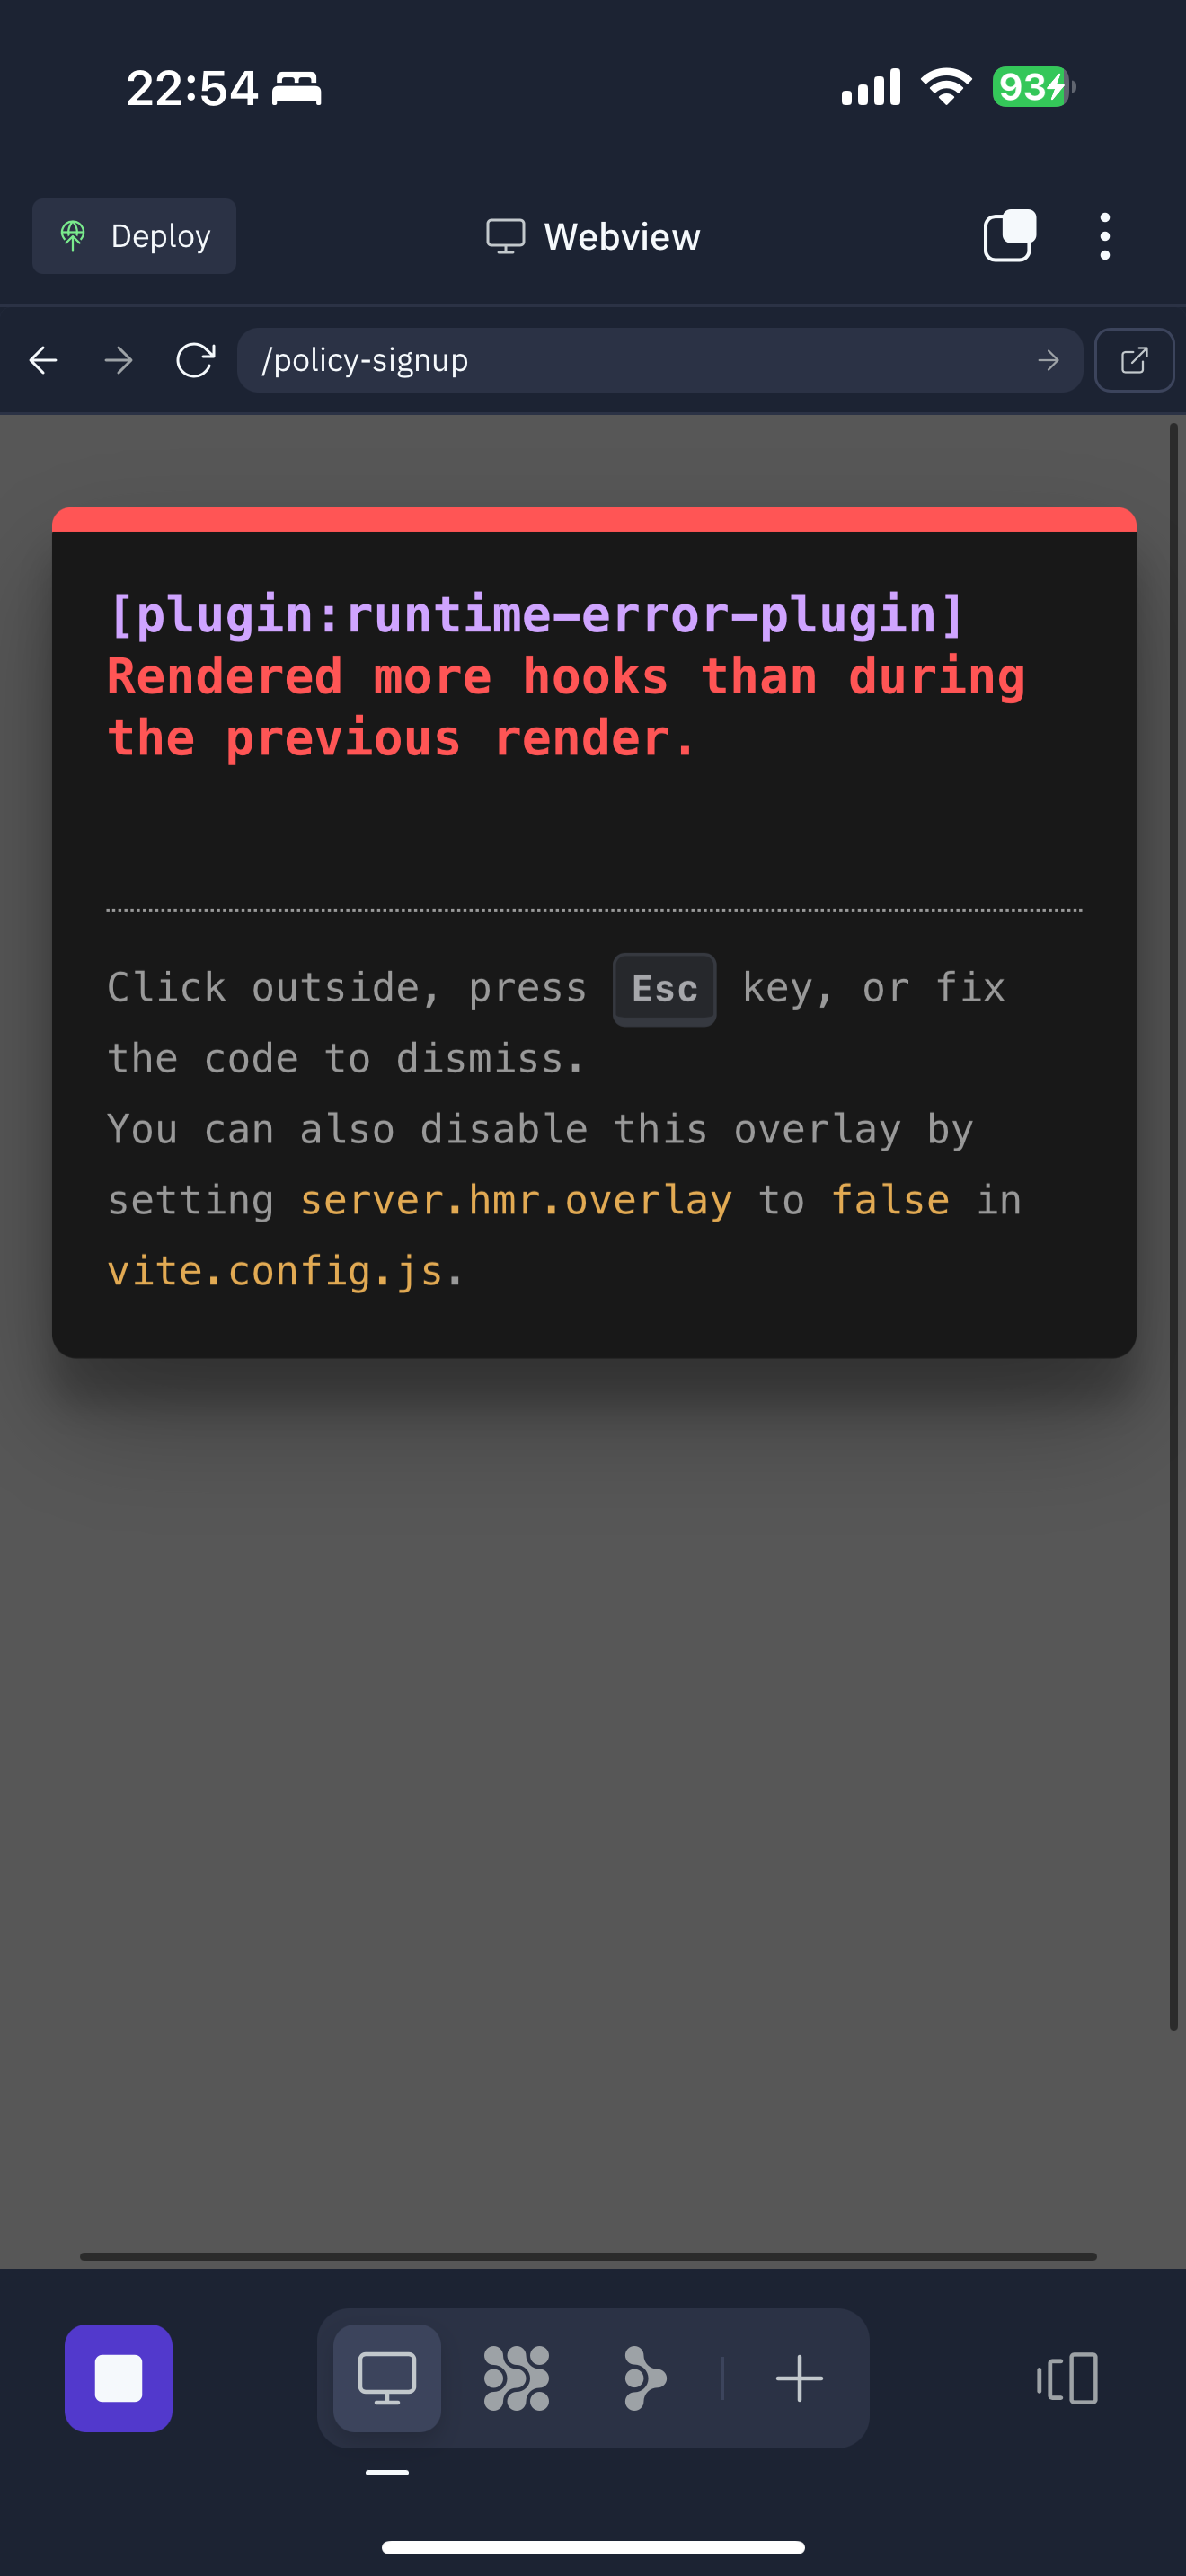 22:54
93
Deploy
Webview
/policy-signup
[plugin:runtime-error-plugin]
Rendered more hooks than during
the previous render.
Click outside, press Esc key, or fix
the code to dismiss.
You can also disable this overlay by
setting server.hmr.overlay to false in
vite.config.js.